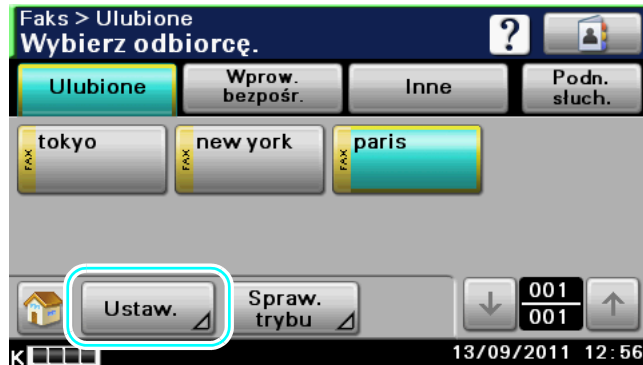 Faks > Ulubione
Wybierz odbiorcę.
?
Ulubione
Wprow. bezpośr.
Inne
Podn. słuch.
FAX
tokyo
FAX
new york
FAX
paris
Ustaw.
Spraw. trybu
001
001
K
13/09/2011 12:56